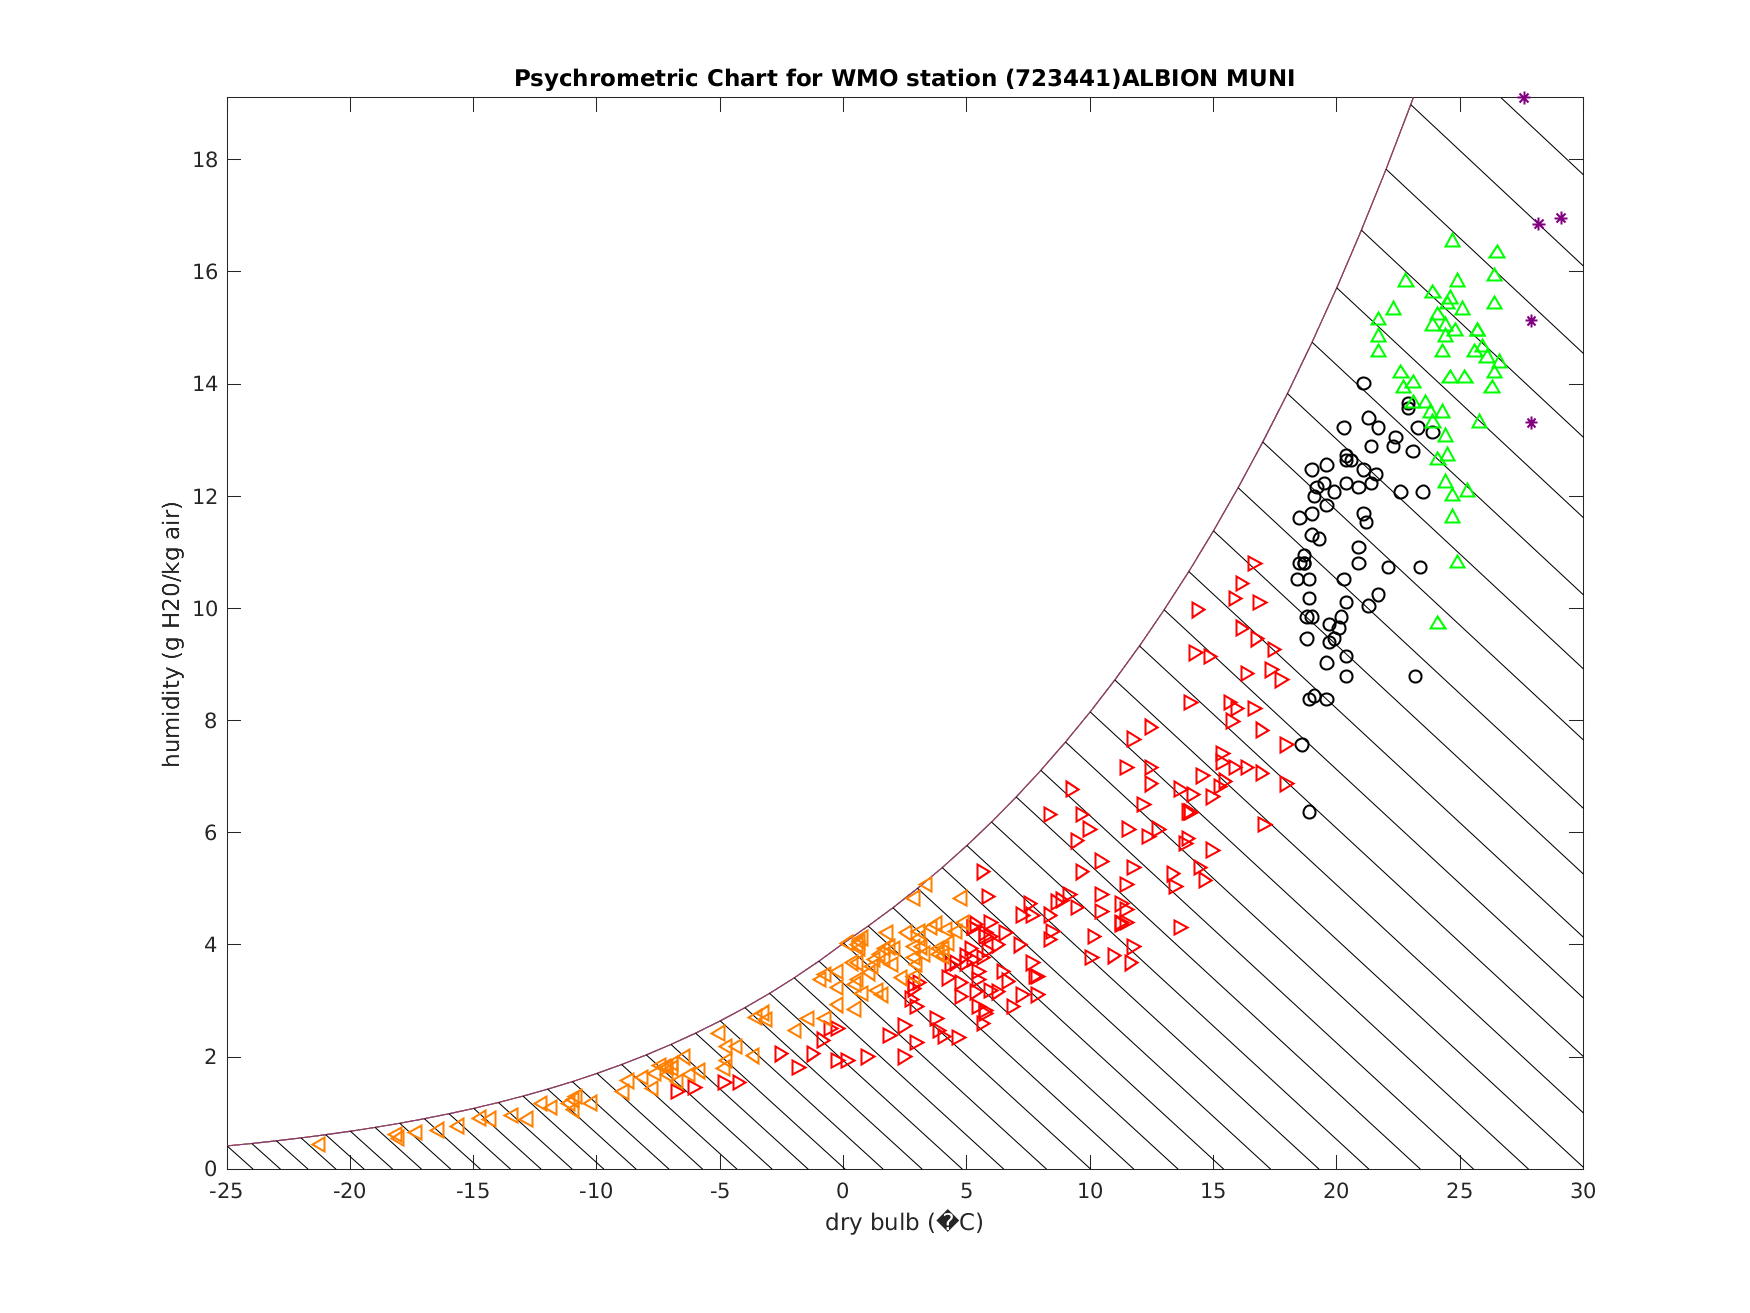 Psychrometric Chart for WMO station (723441)ALBION MUNI
18
16
14
12
10
8
6
4
2
0
humidity (g H20/kg air)
-25 -20 -15 -10 -5 0 5 10 15 20 25 30
dry bulb (�C)